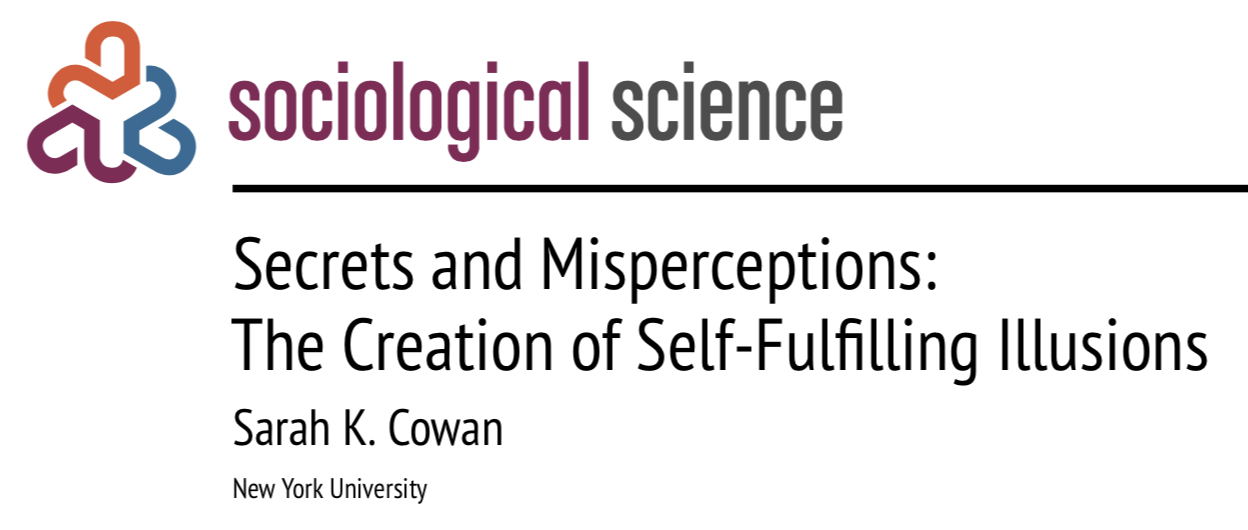 sociological science
Secrets and Misperceptions:
The Creation of Self-Fulfilling Illusions
Sarah K. Cowan
New York University